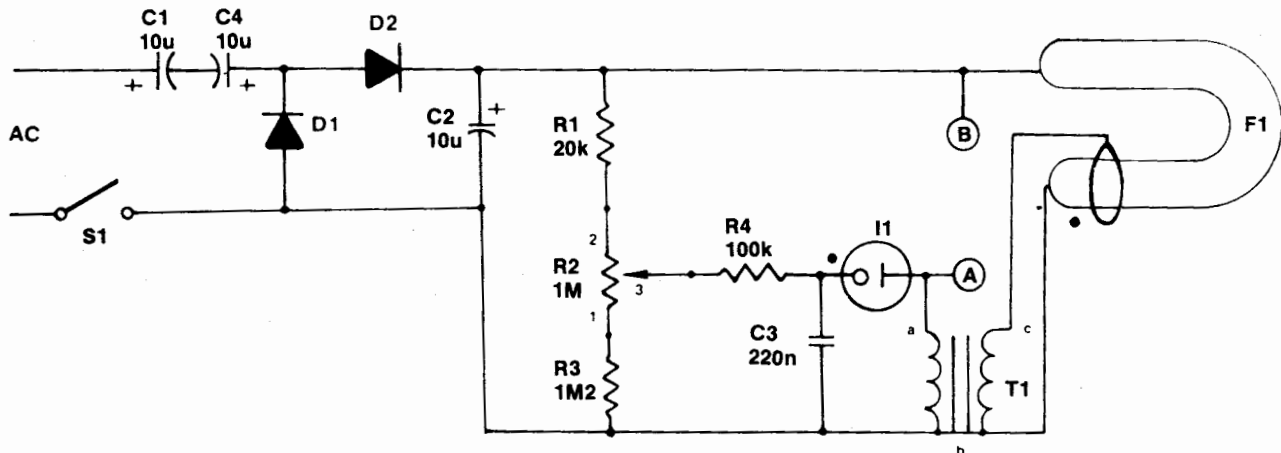 C1
10u
C4
10u
D2
+
+
D1
AC
S1
C2
10u
+
R1
20k
B
F1
-
2
R2
1M
3
1
R4
100k
I1
A
C3
220n
a
c
T1
R3
1M2